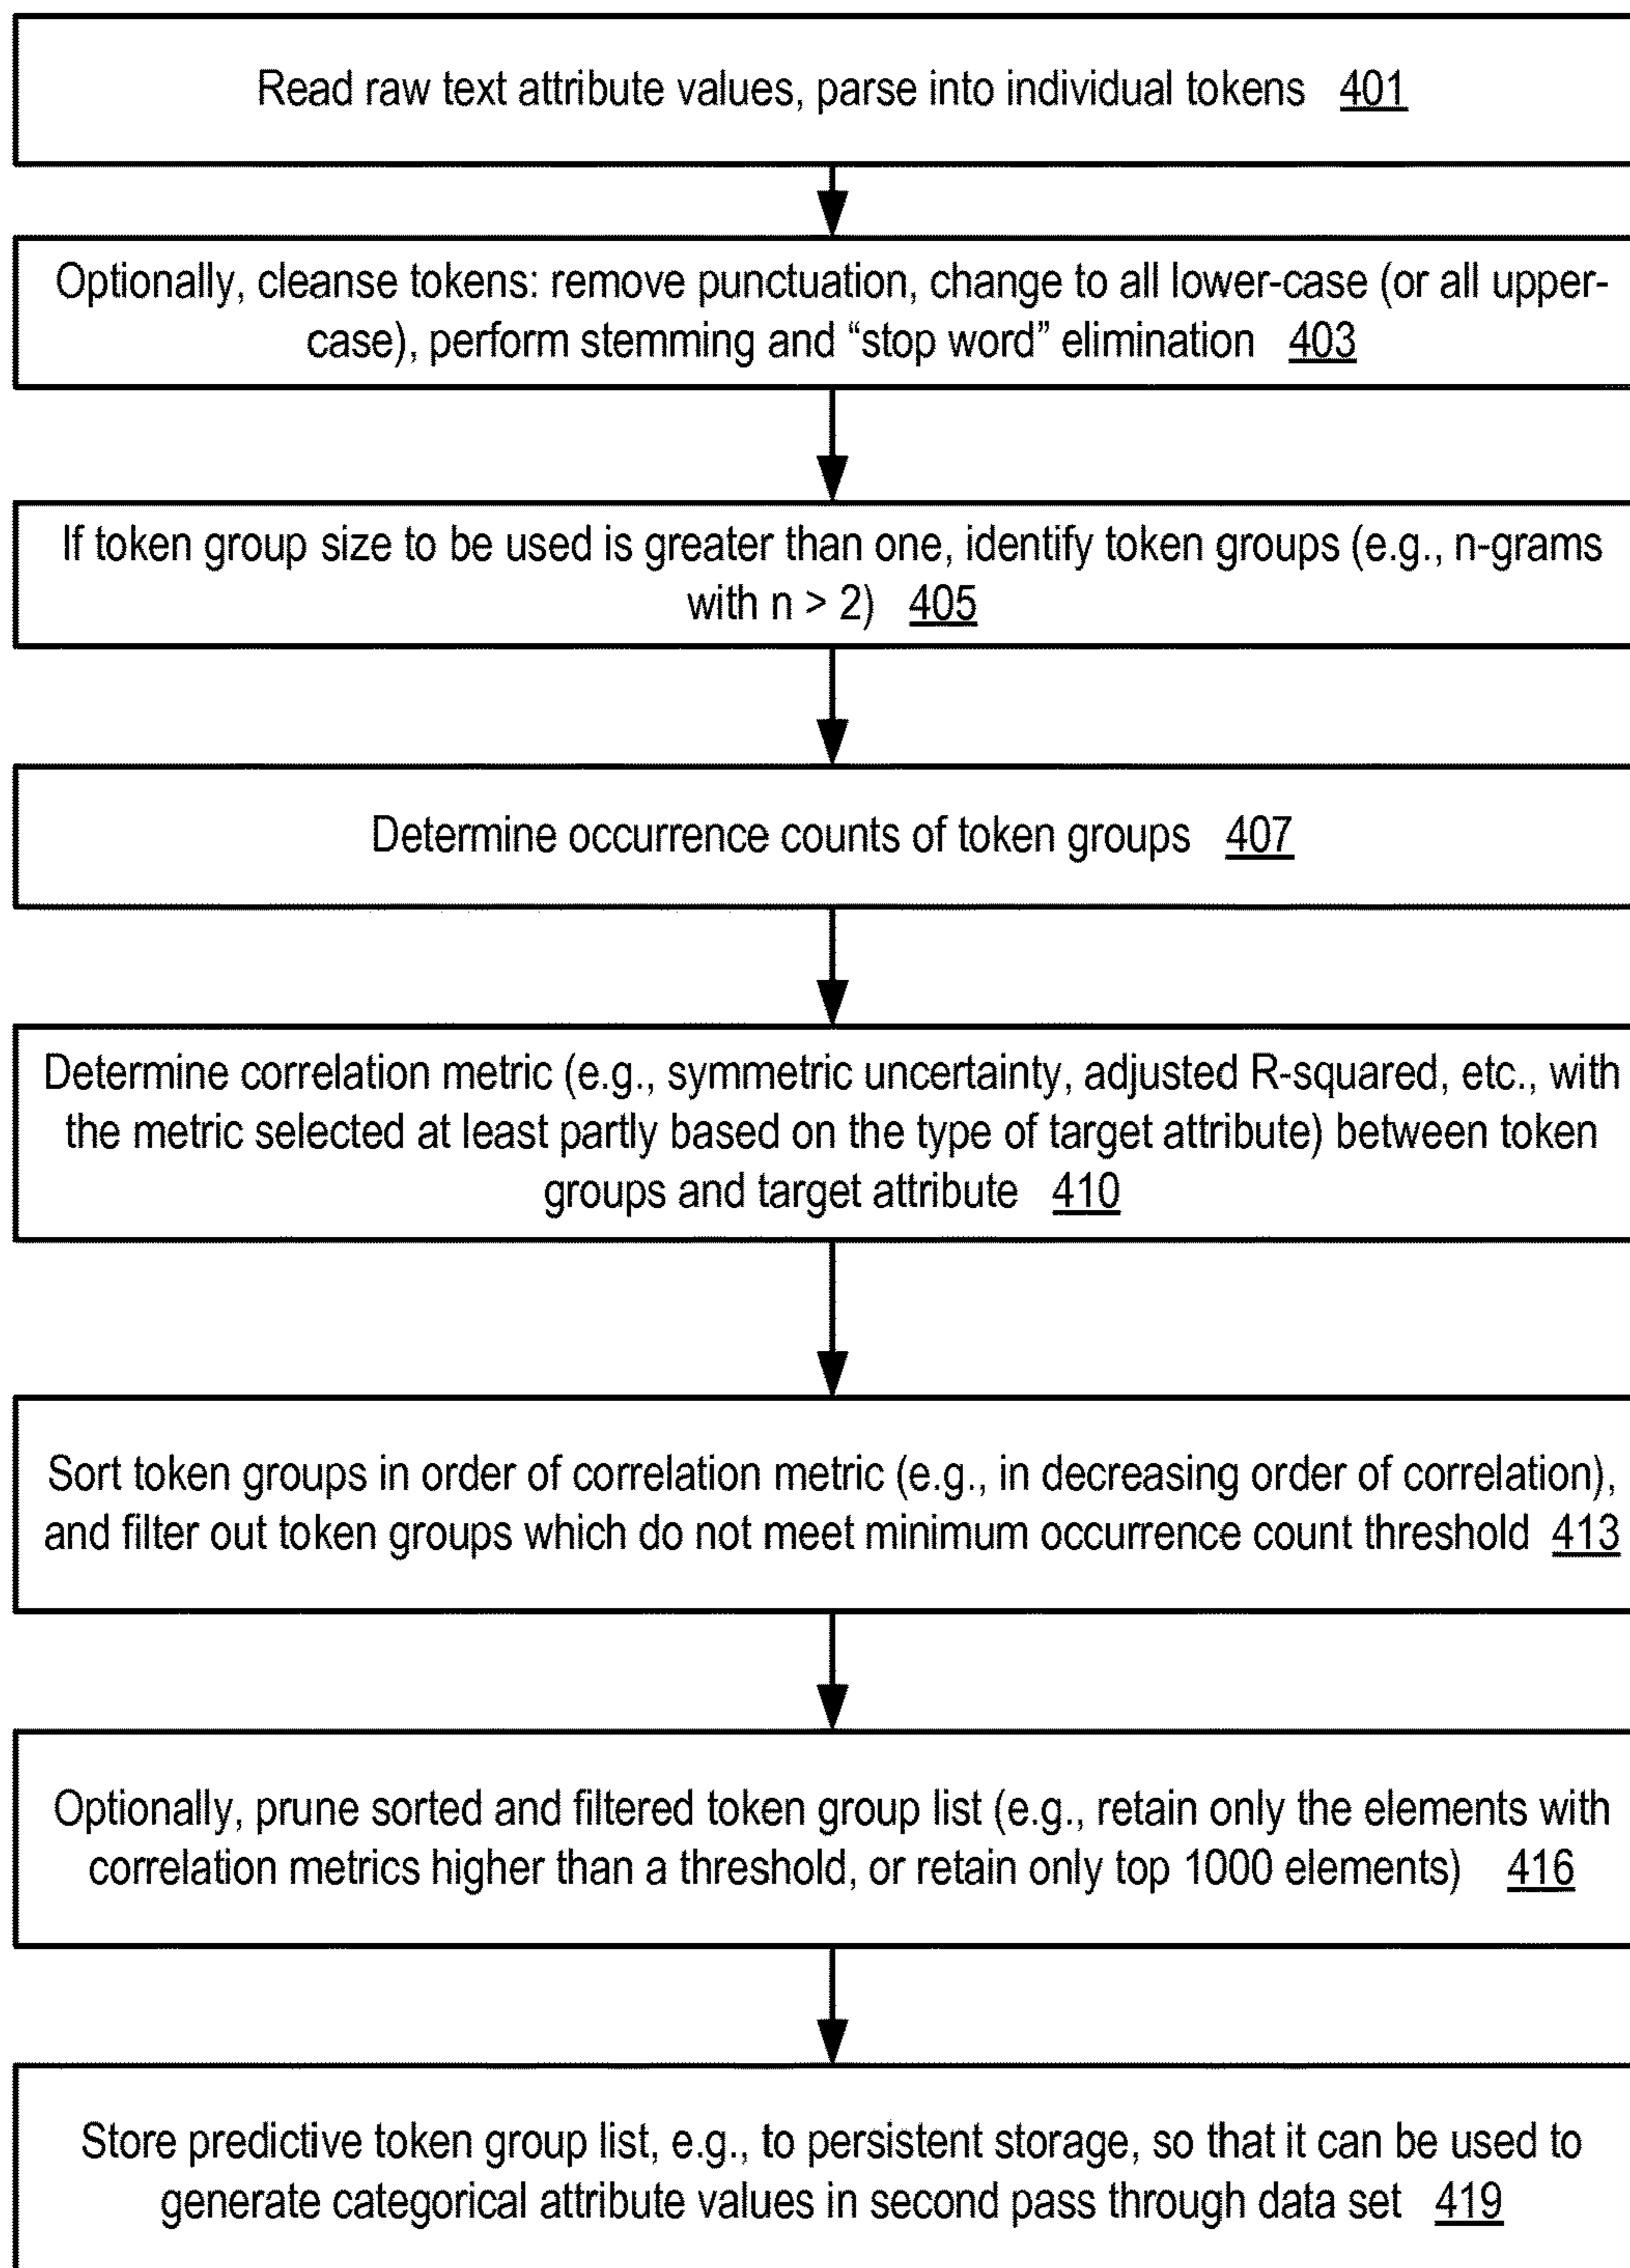 Read raw text attribute values, parse into individual tokens 401
Optionally, cleanse tokens: remove punctuation, change to all lower-case (or all upper-
case), perform stemming and “stop word” elimination 403
If token group size to be used is greater than one, identify token groups (e.g., n-grams
with n > 2) 405
Determine occurrence counts of token groups 407
Determine correlation metric (e.g., symmetric uncertainty, adjusted R-squared, etc., with
the metric selected at least partly based on the type of target attribute) between token
groups and target attribute 410
Sort token groups in order of correlation metric (e.g., in decreasing order of correlation),
and filter out token groups which do not meet minimum occurrence count threshold 413
Optionally, prune sorted and filtered token group list (e.g., retain only the elements with
correlation metrics higher than a threshold, or retain only top 1000 elements) 416
Store predictive token group list, e.g., to persistent storage, so that it can be used to
generate categorical attribute values in second pass through data set 419